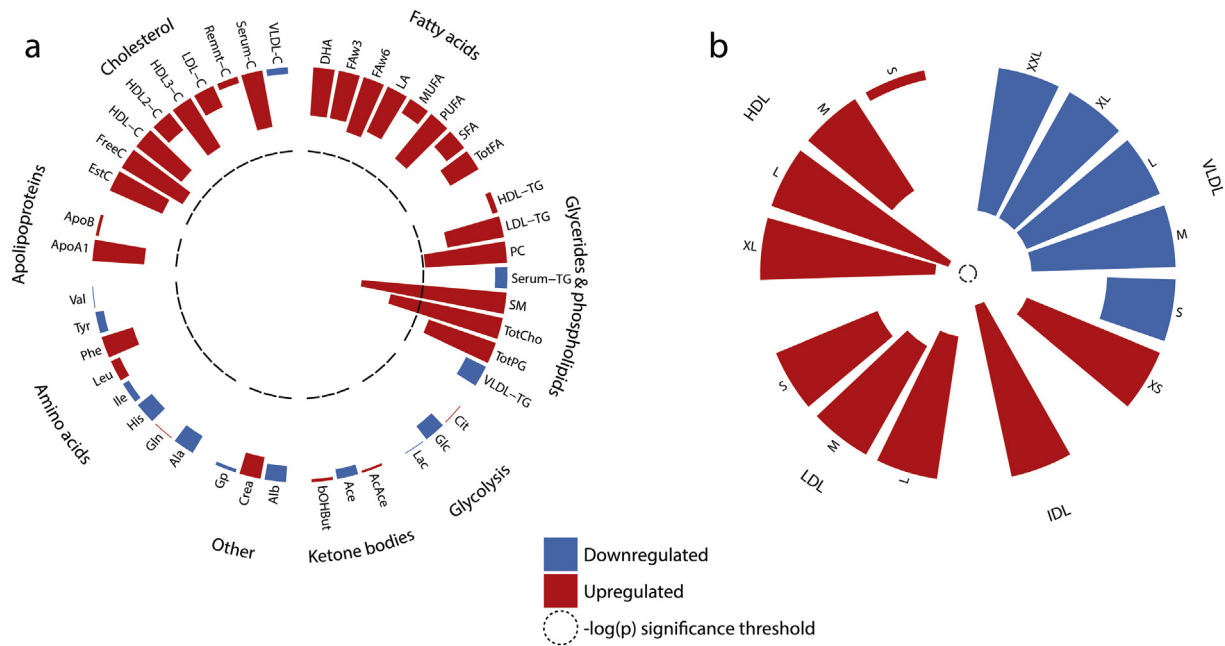 a
Cholesterol
EstC
FreeC
HDL−C
HDL2−C
HDL3−C
LDL−C
Remnt−C
Serum-C
VLDL-C
Fatty acids
DHA
FAw3
FAw6
LA
MUFA
PUFA
SFA
TotFA
Glycerides & phospholipids
HDL−TG
LDL−TG
PC
Serum−TG
SM
TotCho
TotPG
VLDL−TG
Glycolysis
Cit
Glc
Lac
Ketone bodies
AcAce
Ace
bOHBut
Other
Alb
Crea
Gp
Amino acids
Ala
Gln
His
Ile
Leu
Phe
Tyr
Val
Apolipoproteins
ApoA1
ApoB
b
VLDL
XXL
XL
L
M
S
XS
IDL
LDL
L
M
S
HDL
XL
L
M
S
Downregulated
Upregulated
-log(p) significance threshold